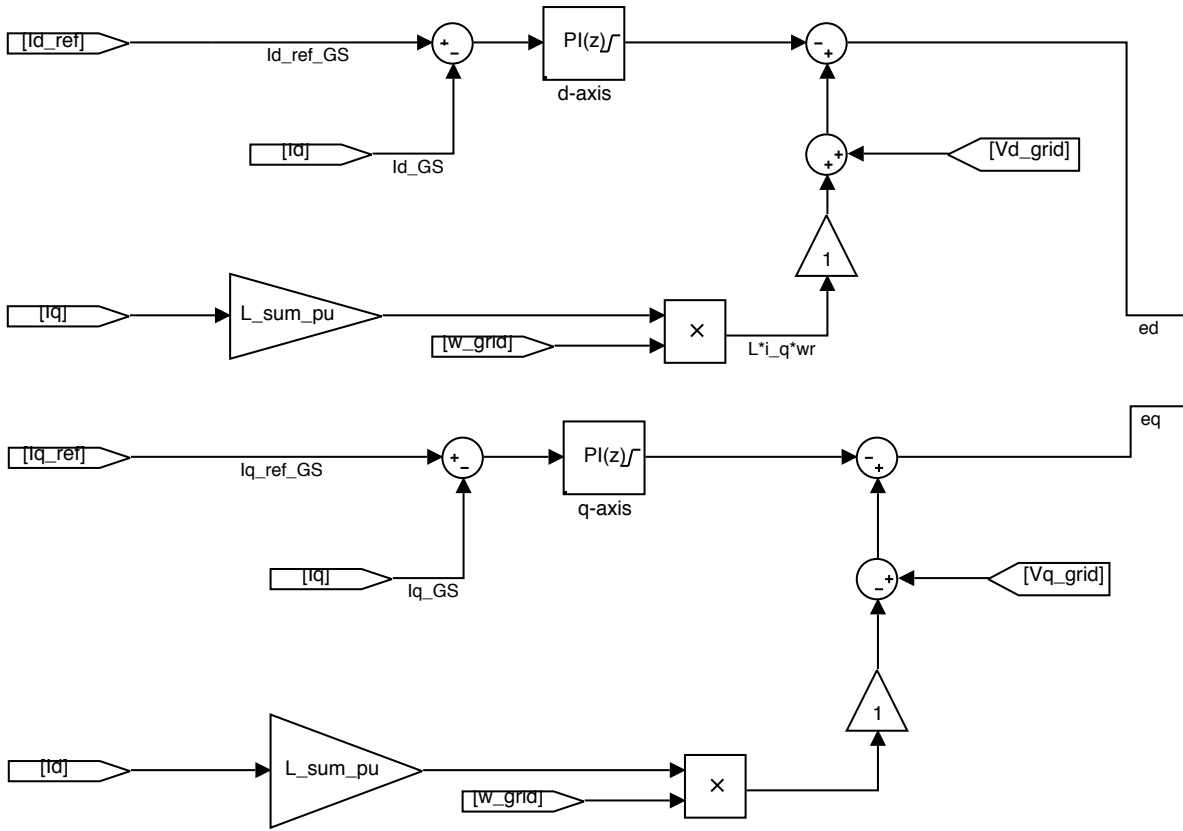 [Id_ref]
Id_ref_GS
+
−
PI(z)
d-axis
−
+
[Id]
Id_GS
+
+
[Vd_grid]
1
[Iq]
L_sum_pu
[w_grid]
×
L*i_q*wr
ed
eq
[Iq_ref]
Iq_ref_GS
+
−
PI(z)
q-axis
−
+
[Iq]
Iq_GS
+
−
[Vq_grid]
1
[Id]
L_sum_pu
[w_grid]
×